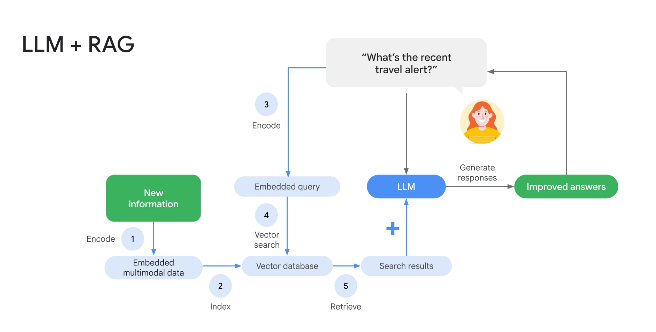 LLM + RAG
“What’s the recent
travel alert?”
3
Encode
New
information
Embedded query
LLM
Generate
responses
Improved answers
4
Vector
search
Encode
1
+
Embedded
multimodal data
Vector database
Search results
2
Index
5
Retrieve